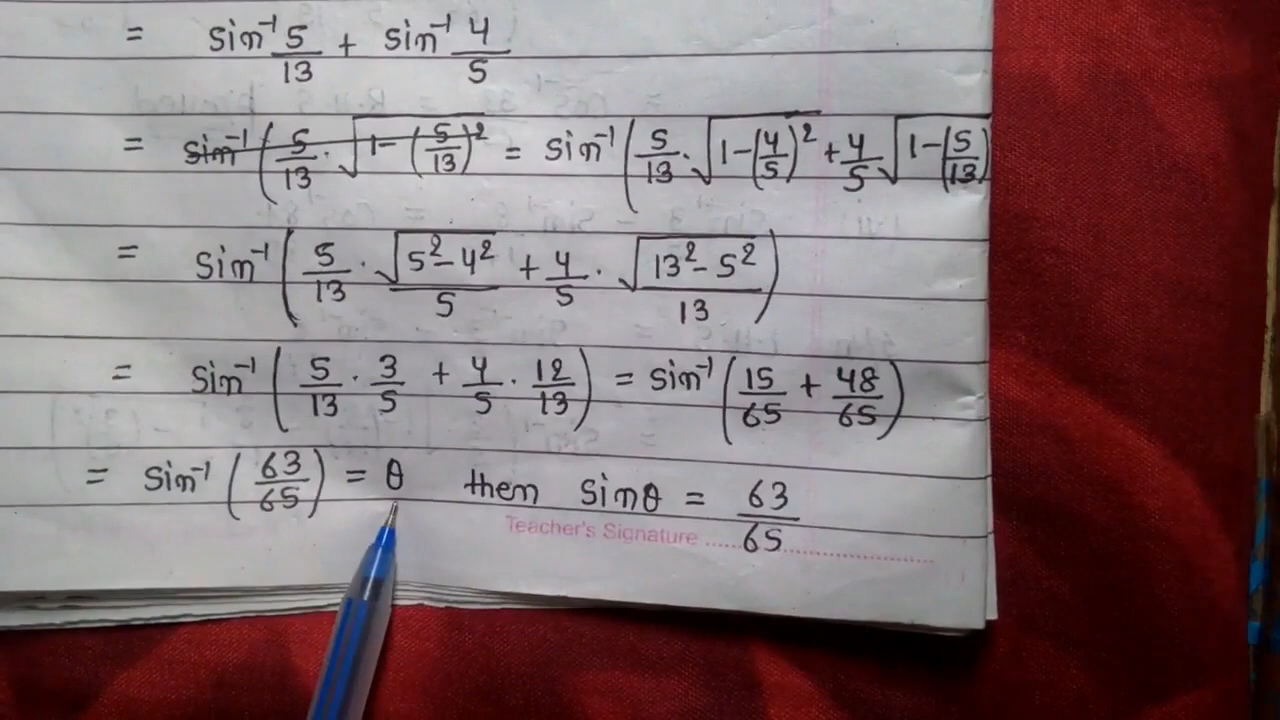 = sin⁻¹ 5/13 + sin⁻¹ 4/5
= sin⁻¹ (5/13 . √1-(5/13)² = sin⁻¹ (5/13 . √1-(4/5)² + 4/5 √1-(5/13)
= sin⁻¹ (5/13 . √5²-4²/5 + 4/5 . √13²-5²/13)
= sin⁻¹ (5/13 . 3/5 + 4/5 . 12/13) = sin⁻¹ (15/65 + 48/65)
= sin⁻¹ (63/65) = θ then sinθ = 63/65
Teacher's Signature